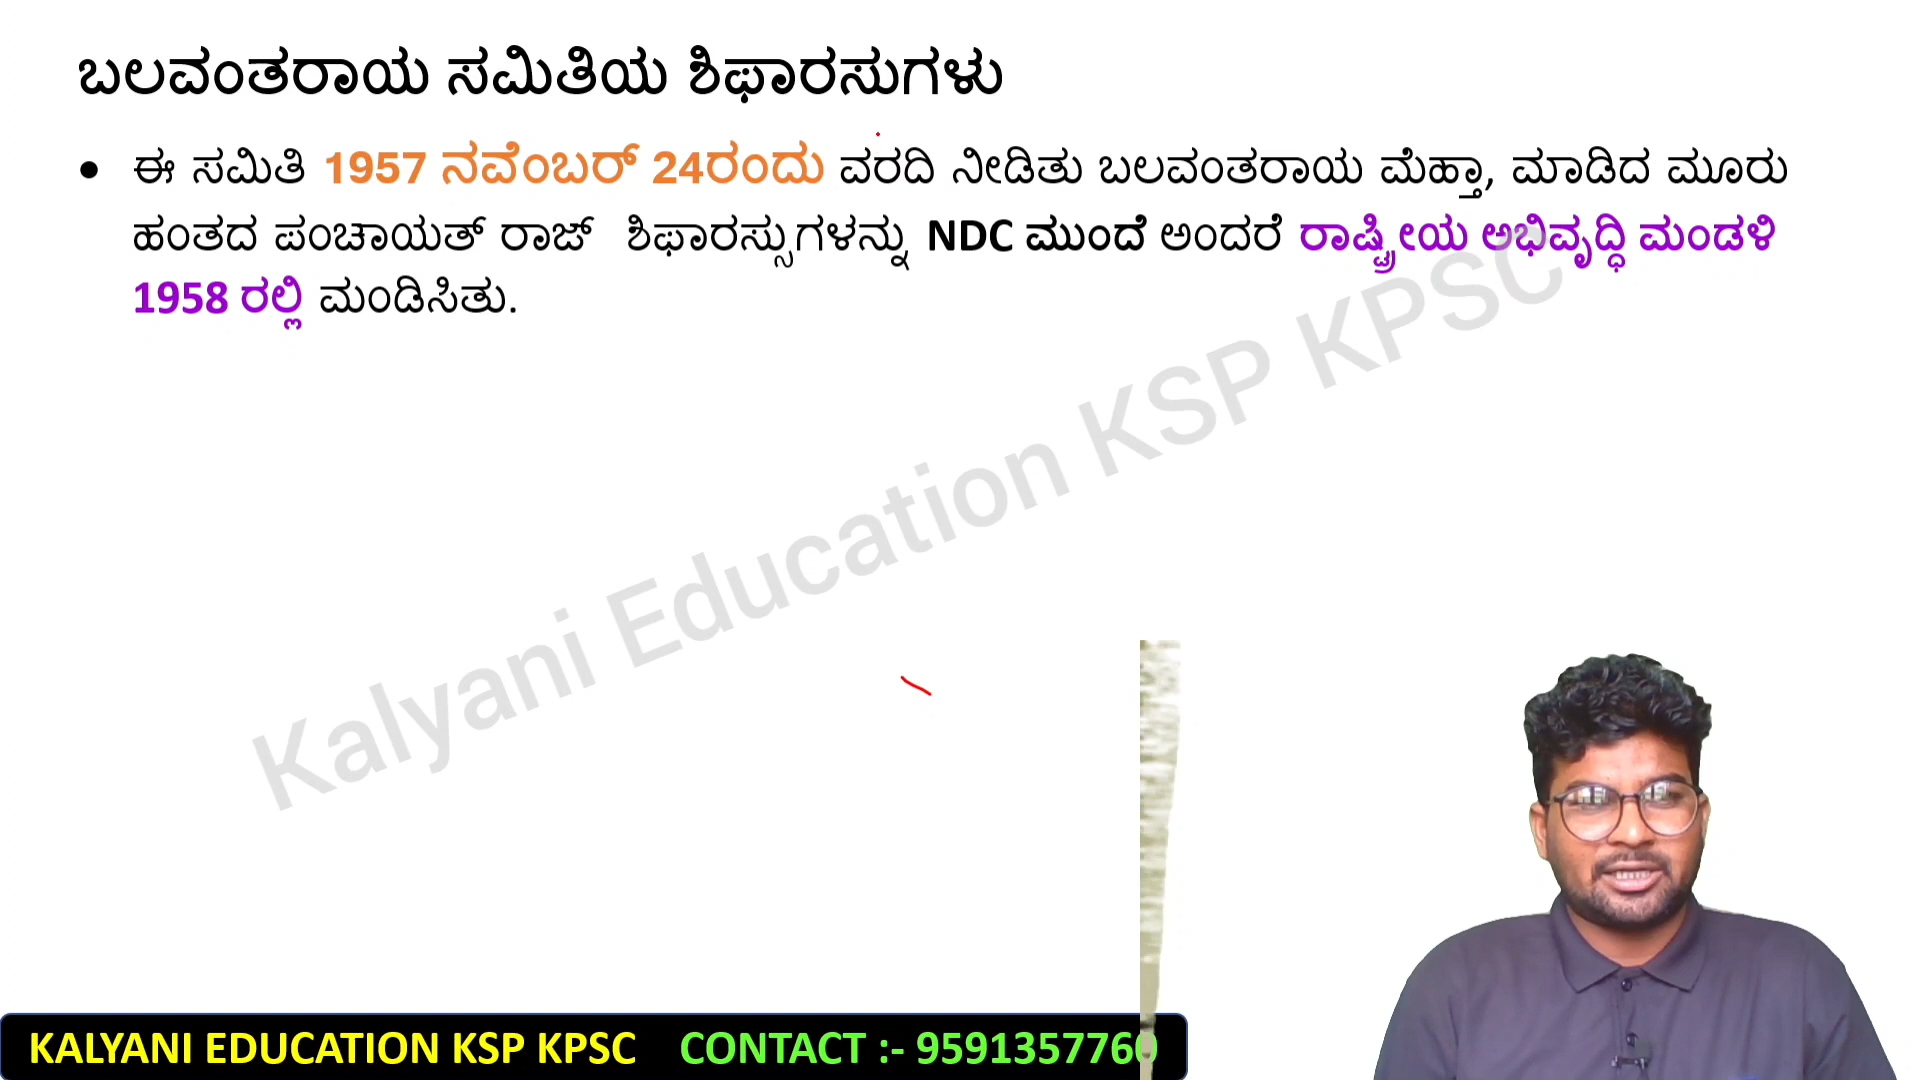 ಬಲವಂತರಾಯ ಸಮಿತಿಯ ಶಿಫಾರಸುಗಳು
• ಈ ಸಮಿತಿ 1957 ನವೆಂಬರ್ 24ರಂದು ವರದಿ ನೀಡಿತು ಬಲವಂತರಾಯ ಮೆಹ್ತಾ, ಮಾಡಿದ ಮೂರು
ಹಂತದ ಪಂಚಾಯತ್ ರಾಜ್ ಶಿಫಾರಸ್ಸುಗಳನ್ನು NDC ಮುಂದೆ ಅಂದರೆ ರಾಷ್ಟ್ರೀಯ ಅಭಿವೃದ್ಧಿ ಮಂಡಳಿ
1958 ರಲ್ಲಿ ಮಂಡಿಸಿತು.
Kalyani Education KSP KPSC
KALYANI EDUCATION KSP KPSC CONTACT :- 9591357760